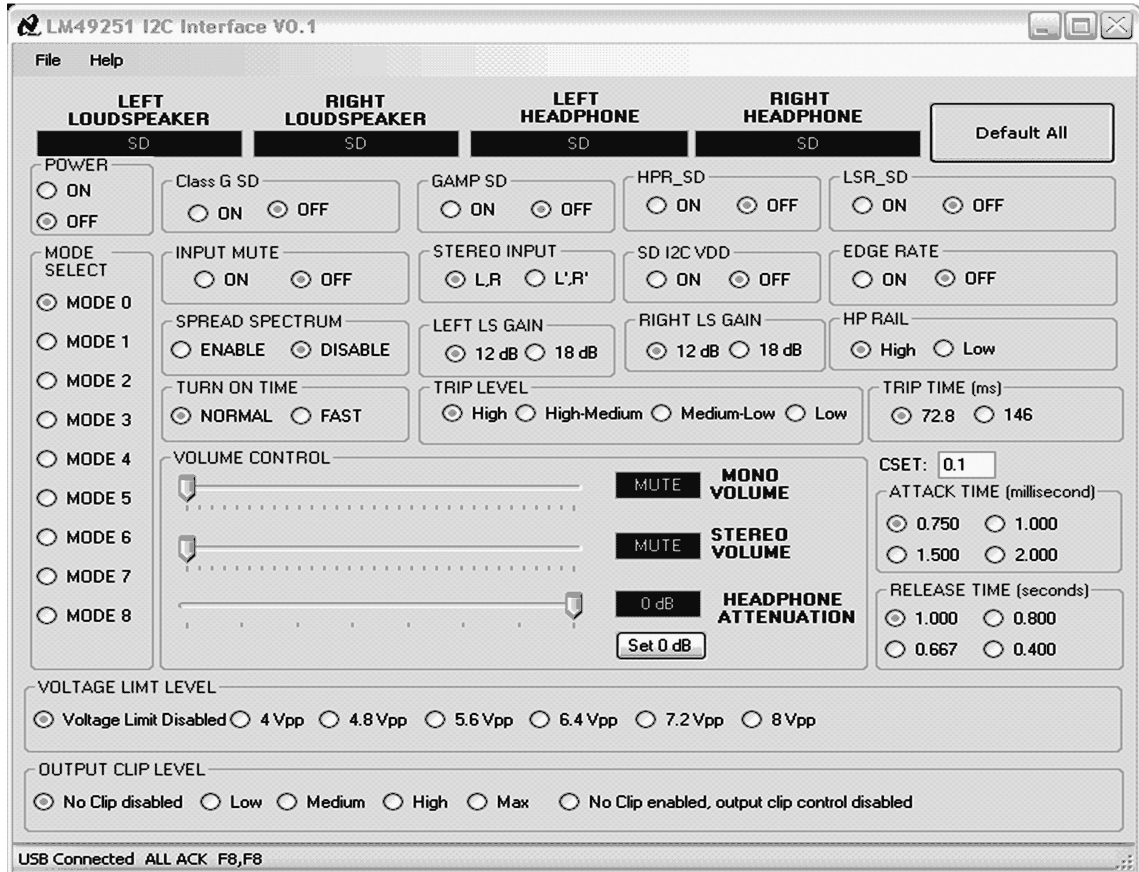 LM49251 I2C Interface V0.1
File Help
LEFT LOUDSPEAKER
RIGHT LOUDSPEAKER
LEFT HEADPHONE
RIGHT HEADPHONE
SD SD SD SD
Default All
POWER
ON
OFF
Class G SD
ON OFF
GAMP SD
ON OFF
HPR_SD
ON OFF
LSR_SD
ON OFF
MODE SELECT
MODE 0
MODE 1
MODE 2
MODE 3
MODE 4
MODE 5
MODE 6
MODE 7
MODE 8
INPUT MUTE
ON OFF
STEREO INPUT
L,R L',R'
SD I2C VDD
ON OFF
EDGE RATE
ON OFF
SPREAD SPECTRUM
ENABLE DISABLE
LEFT LS GAIN
12 dB 18 dB
RIGHT LS GAIN
12 dB 18 dB
HP RAIL
High Low
TURN ON TIME
NORMAL FAST
TRIP LEVEL
High High-Medium Medium-Low Low
TRIP TIME (ms)
72.8 146
VOLUME CONTROL
MUTE MONO VOLUME
MUTE STEREO VOLUME
0 dB HEADPHONE ATTENUATION
Set 0 dB
CSET: 0.1
ATTACK TIME (millisecond)
0.750 1.000
1.500 2.000
RELEASE TIME (seconds)
1.000 0.800
0.667 0.400
VOLTAGE LIMT LEVEL
Voltage Limit Disabled 4 Vpp 4.8 Vpp 5.6 Vpp 6.4 Vpp 7.2 Vpp 8 Vpp
OUTPUT CLIP LEVEL
No Clip disabled Low Medium High Max No Clip enabled, output clip control disabled
USB Connected ALL ACK F8,F8